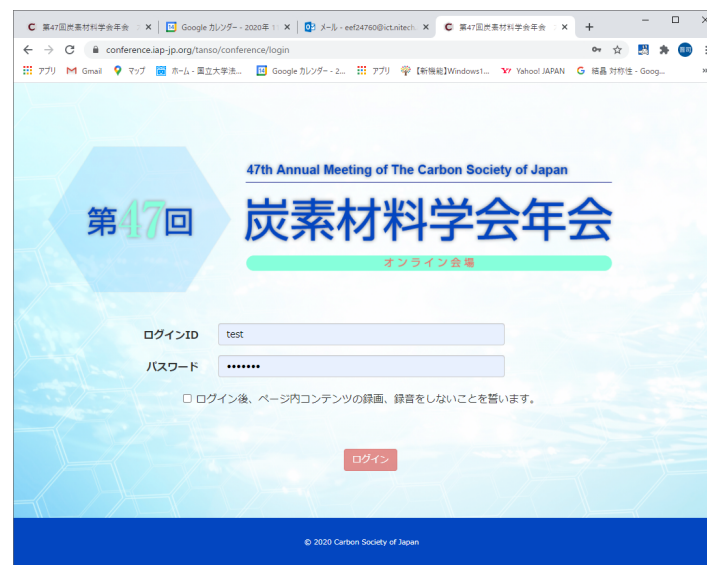 第47回炭素材料学会年会
Google カレンダー - 2020年 1
メール - eef24760@ict.nitech.
第47回炭素材料学会年会
conference.iap-jp.org/tanso/conference/login
アプリ
Gmail
マップ
ホーム - 国立大学法...
Google カレンダー - 2...
アプリ
【新機能】Windows1...
Yahoo! JAPAN
結晶 対称性 - Goog...
47th Annual Meeting of The Carbon Society of Japan
第47回
炭素材料学会年会
オンライン会場
ログインID
test
パスワード
•••••••
ログイン後、ページ内コンテンツの録画、録音をしないことを誓います。
ログイン
© 2020 Carbon Society of Japan